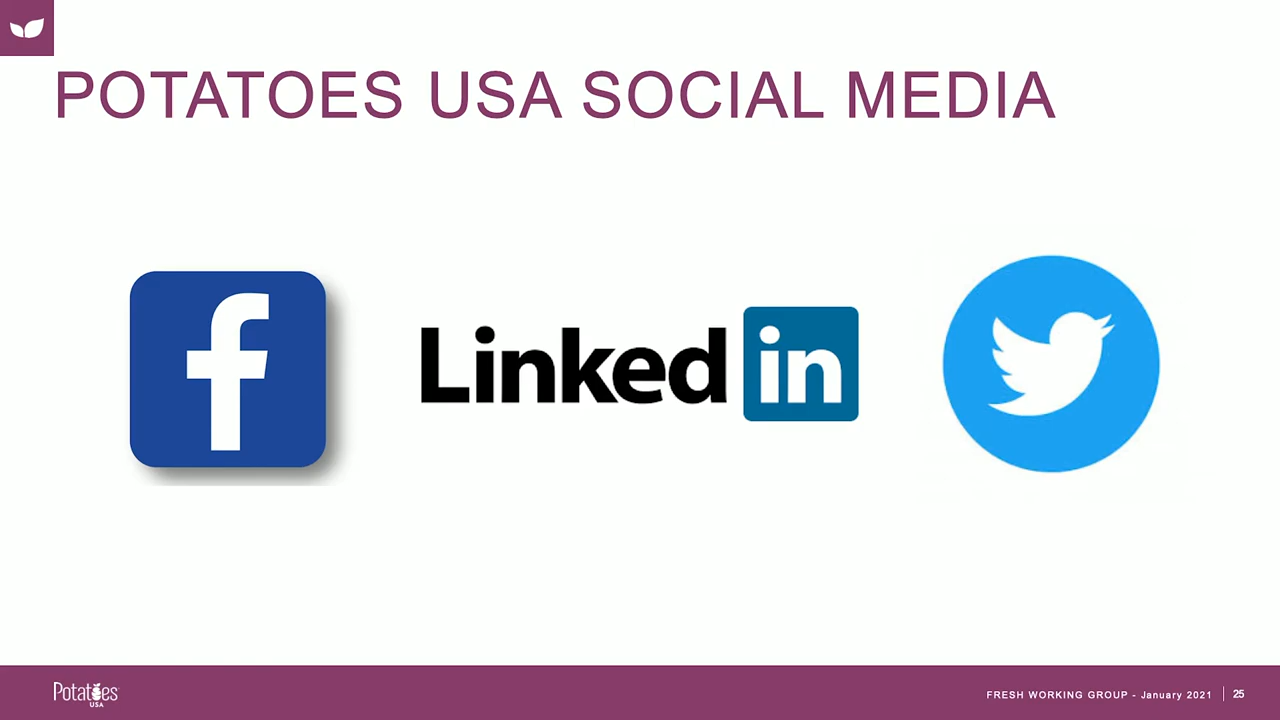 POTATOES USA SOCIAL MEDIA
f
Linked in
Potatoes
USA
FRESH WORKING GROUP - January 2021 | 25